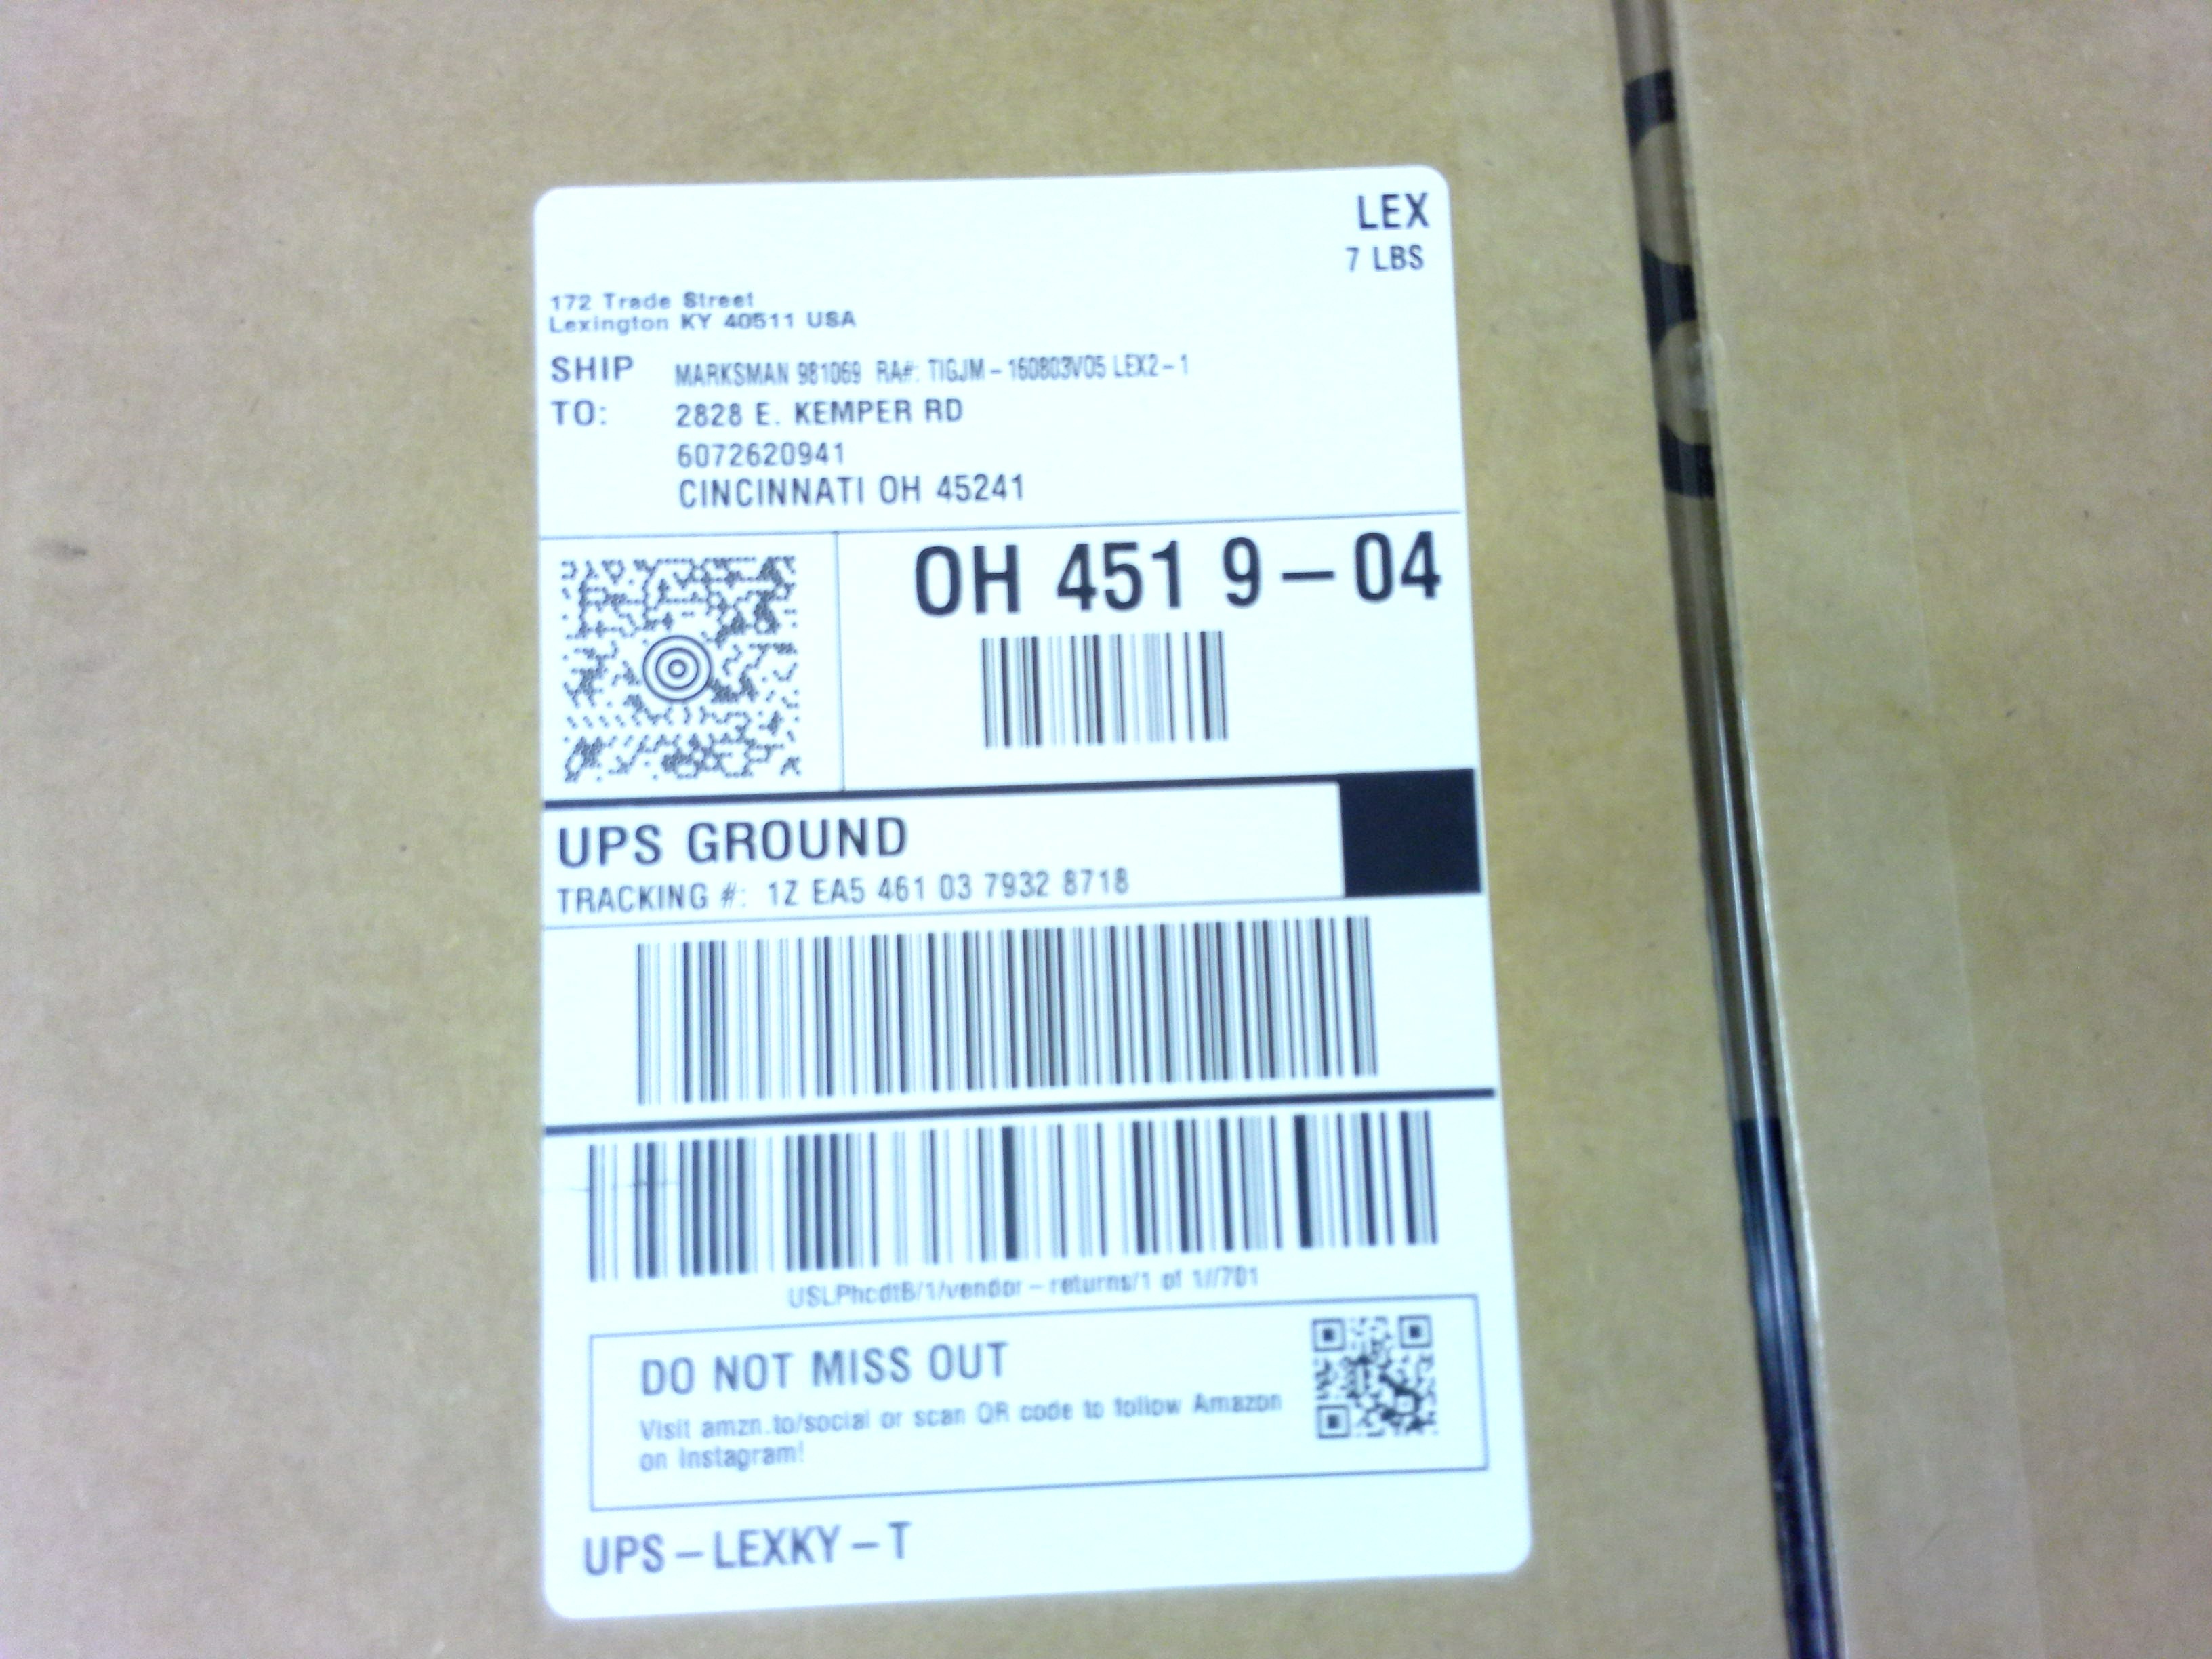 LEX
7 LBS
172 Trade Street
Lexington KY 40511 USA
SHIP MARKSMAN 981069 RA#: TIGJM-160803V05 LEX2-1
TO: 2828 E. KEMPER RD
6072620941
CINCINNATI OH 45241
OH 451 9-04
UPS GROUND
TRACKING #: 1Z EA5 461 03 7932 8718
USLPhcdtB/1/vendor-returns/1 of 1//701
DO NOT MISS OUT
Visit amzn.to/social or scan QR code to follow Amazon
on Instagram!
UPS-LEXKY-T